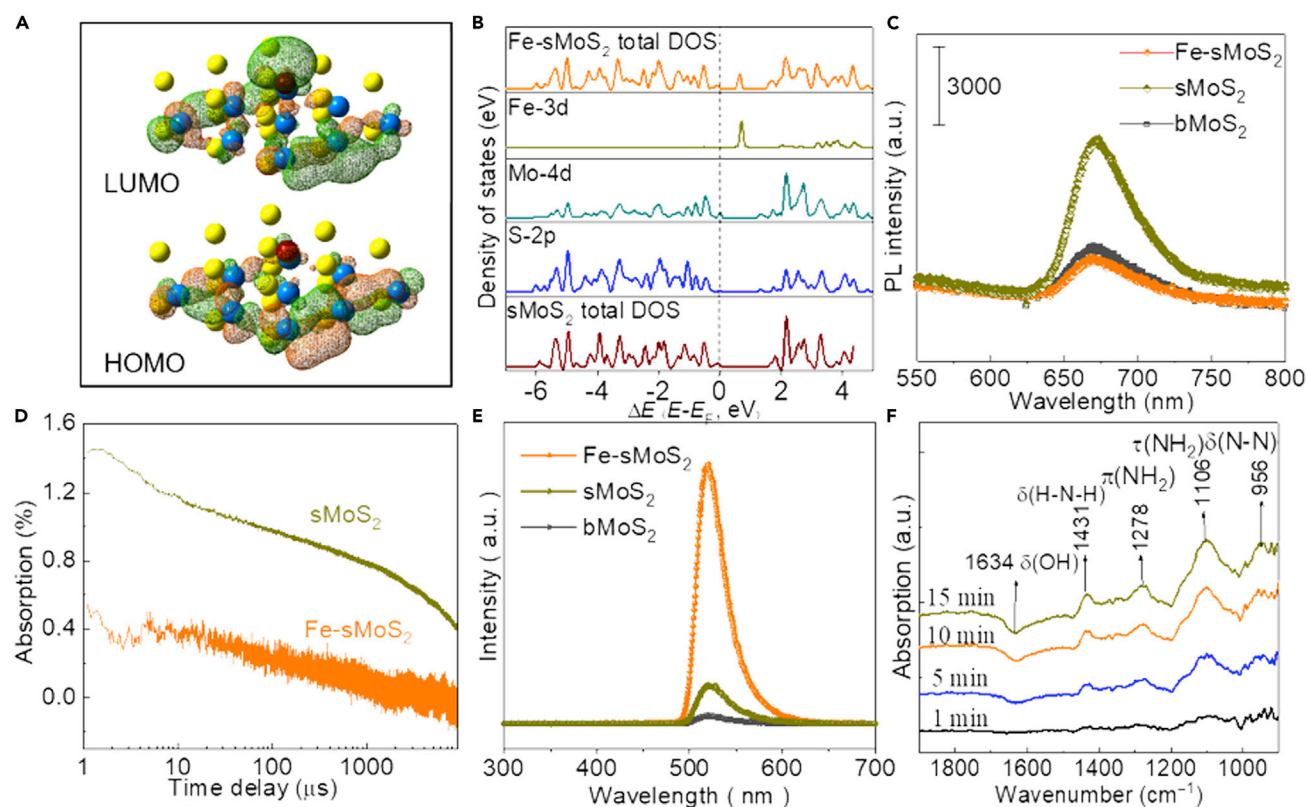 A
LUMO
HOMO
B
Fe-sMoS₂ total DOS
Fe-3d
Mo-4d
S-2p
sMoS₂ total DOS
Density of states (eV)
-6 -4 -2 0 2 4
ΔE (E-E_F, eV)
C
Fe-sMoS₂
sMoS₂
bMoS₂
3000
PL intensity (a.u.)
550 600 650 700 750 800
Wavelength (nm)
D
1.6
1.2
0.8
0.4
0.0
Absorption (%)
sMoS₂
Fe-sMoS₂
1 10 100 1000
Time delay (μs)
E
Fe-sMoS₂
sMoS₂
bMoS₂
Intensity ( a.u.)
300 400 500 600 700
Wavelength ( nm)
F
τ(NH₂) δ(N-N)
π(NH₂)
δ(H-N-H)
1634 δ(OH)
1431
1278
1106
956
15 min
10 min
5 min
1 min
Absorption (a.u.)
1800 1600 1400 1200 1000
Wavenumber (cm⁻¹)